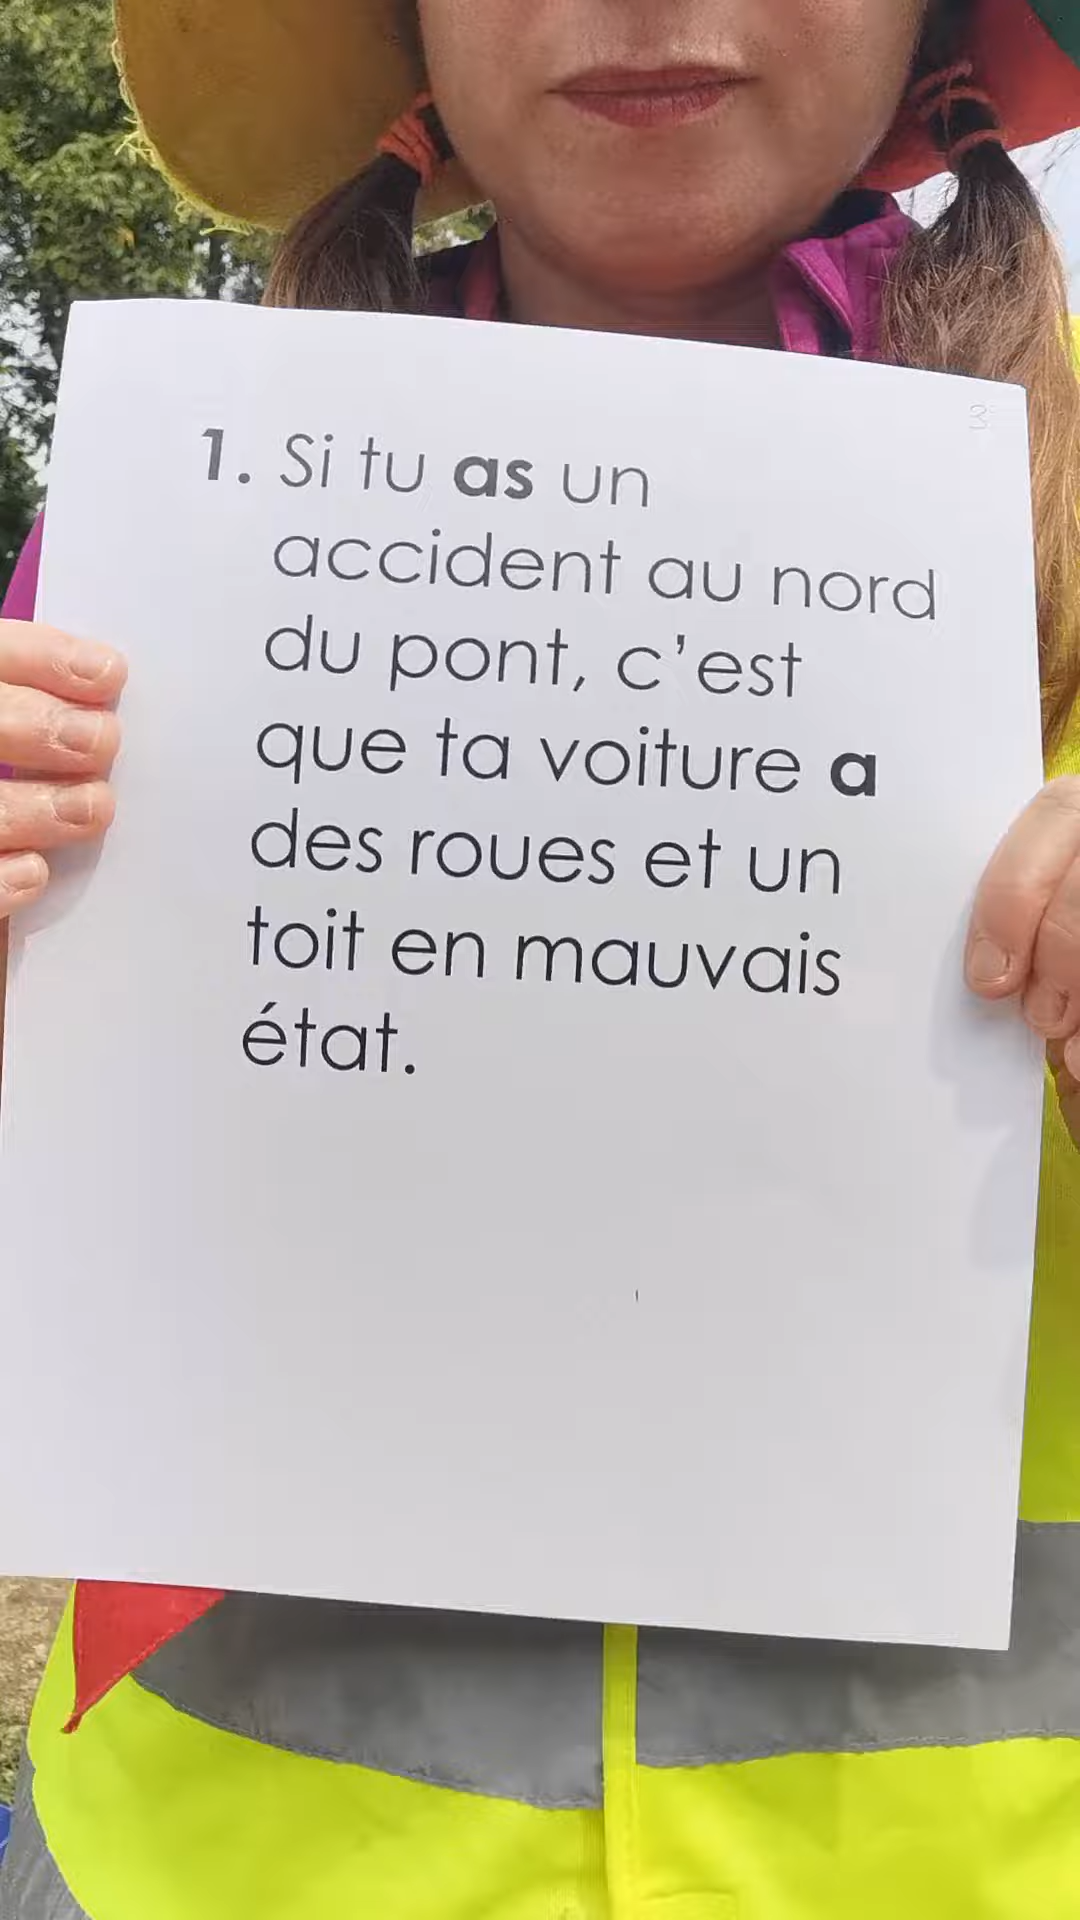 3
1. Si tu as un
accident au nord
du pont, c'est
que ta voiture a
des roues et un
toit en mauvais
état.